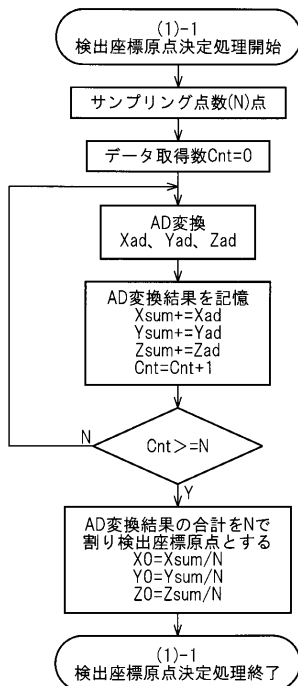 (1)-1
検出座標原点決定処理開始
サンプリング点数(N)点
データ取得数Cnt=0
AD変換
Xad、Yad、Zad
AD変換結果を記憶
Xsum+=Xad
Ysum+=Yad
Zsum+=Zad
Cnt=Cnt+1
N
Cnt>=N
Y
AD変換結果の合計をNで
割り検出座標原点とする
X0=Xsum/N
Y0=Ysum/N
Z0=Zsum/N
(1)-1
検出座標原点決定処理終了